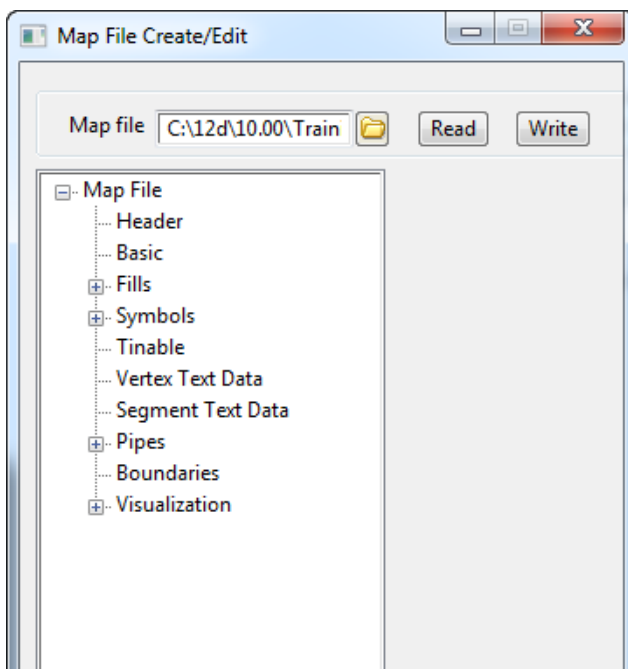 Map File Create/Edit
Map file C:\12d\10.00\Train Read Write
Map File
Header
Basic
Fills
Symbols
Tinable
Vertex Text Data
Segment Text Data
Pipes
Boundaries
Visualization